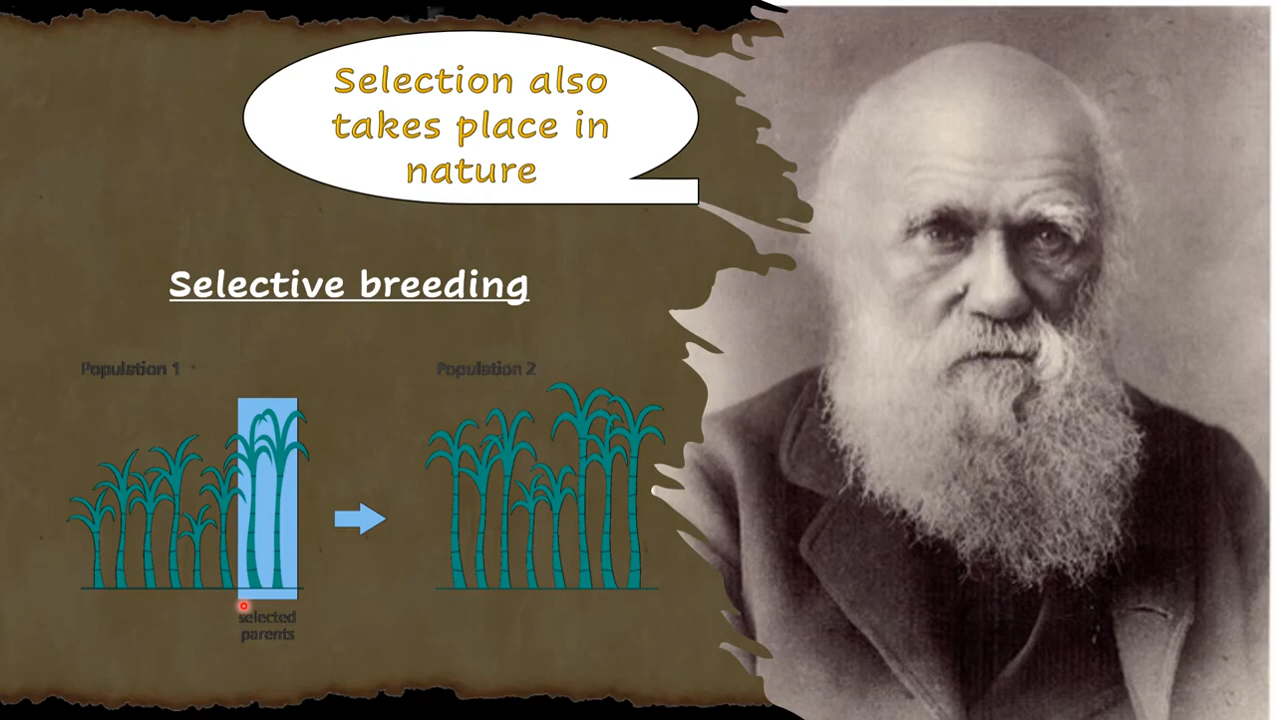 Selection also
takes place in
nature
Selective breeding
Population 1
Population 2
selected
parents